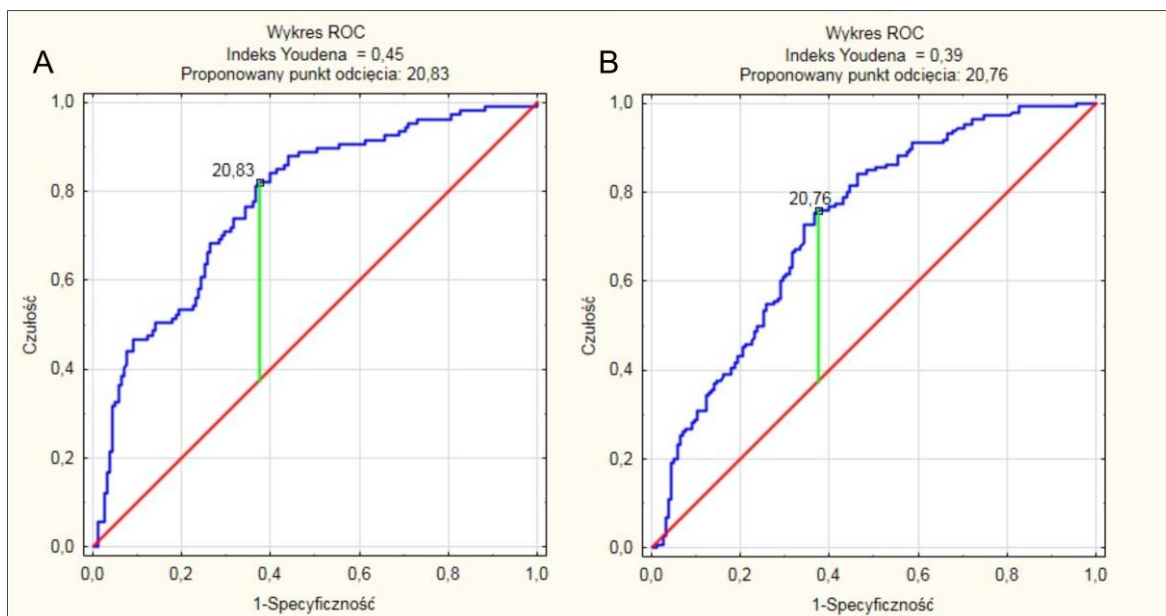 A
Wykres ROC
Indeks Youdena = 0,45
Proponowany punkt odcięcia: 20,83
1,0
0,8
0,6
0,4
0,2
0,0
Czułość
20,83
0,0 0,2 0,4 0,6 0,8 1,0
1-Specyficzność
B
Wykres ROC
Indeks Youdena = 0,39
Proponowany punkt odcięcia: 20,76
1,0
0,8
0,6
0,4
0,2
0,0
Czułość
20,76
0,0 0,2 0,4 0,6 0,8 1,0
1-Specyficzność